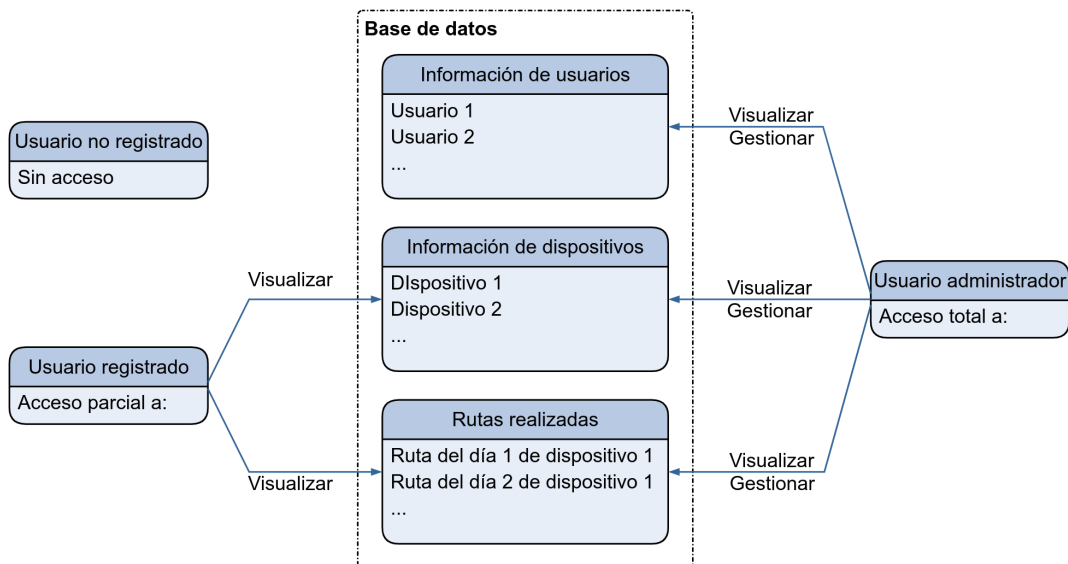 Base de datos
Información de usuarios
Usuario 1
Usuario 2
...
Usuario no registrado
Sin acceso
Visualizar
Gestionar
Información de dispositivos
DIspositivo 1
Dispositivo 2
...
Visualizar
Visualizar
Gestionar
Usuario administrador
Acceso total a:
Usuario registrado
Acceso parcial a:
Rutas realizadas
Ruta del día 1 de dispositivo 1
Ruta del día 2 de dispositivo 1
...
Visualizar
Visualizar
Gestionar